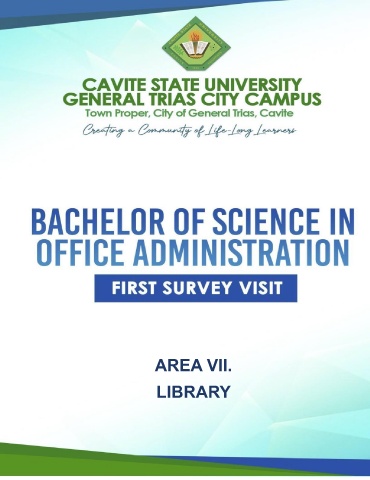 CAVITE STATE UNIVERSITY
GENERAL TRIAS CITY CAMPUS
Town Proper, City of General Trias, Cavite
Creating a Community of Life-Long Learners
BACHELOR OF SCIENCE IN
OFFICE ADMINISTRATION
FIRST SURVEY VISIT
AREA VII.
LIBRARY